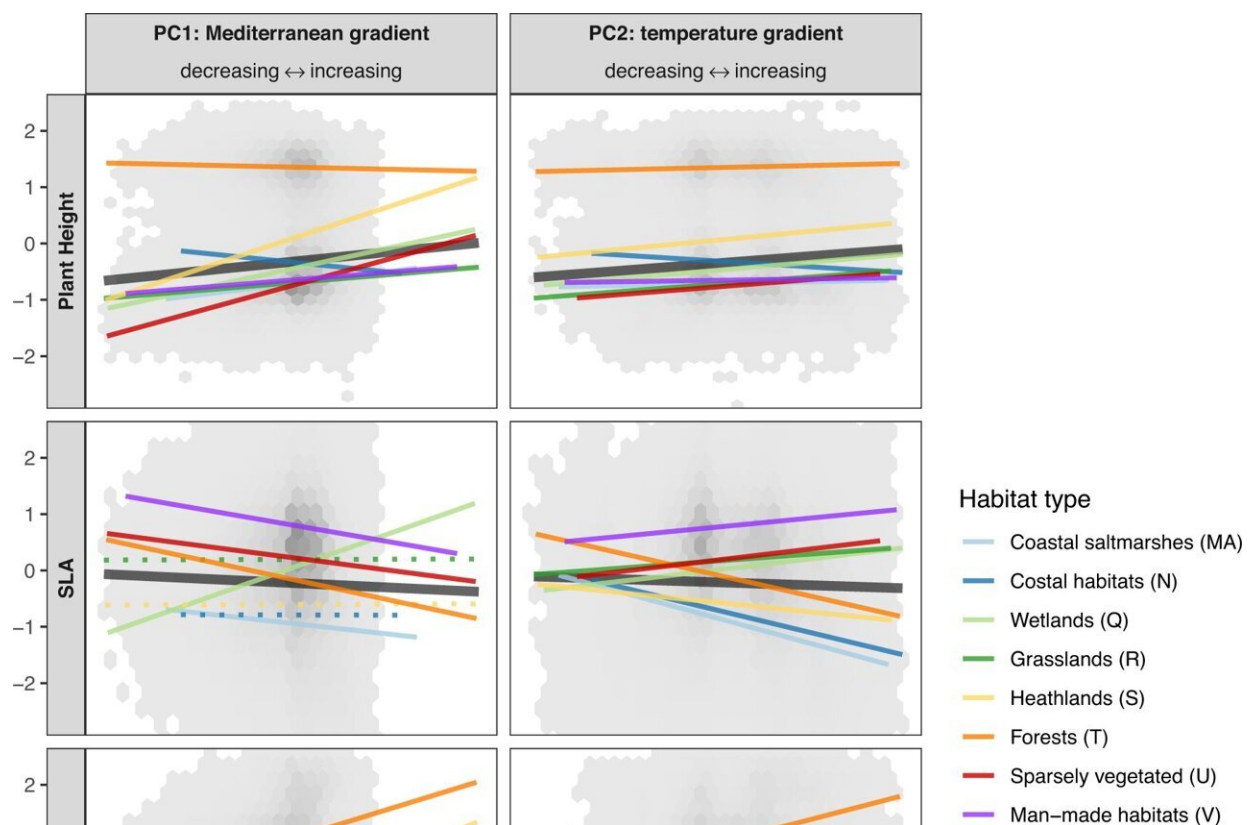 PC1: Mediterranean gradient
decreasing ↔ increasing
PC2: temperature gradient
decreasing ↔ increasing
Plant Height
2
1
0
−1
−2
SLA
2
1
0
−1
−2
2
Habitat type
Coastal saltmarshes (MA)
Costal habitats (N)
Wetlands (Q)
Grasslands (R)
Heathlands (S)
Forests (T)
Sparsely vegetated (U)
Man−made habitats (V)